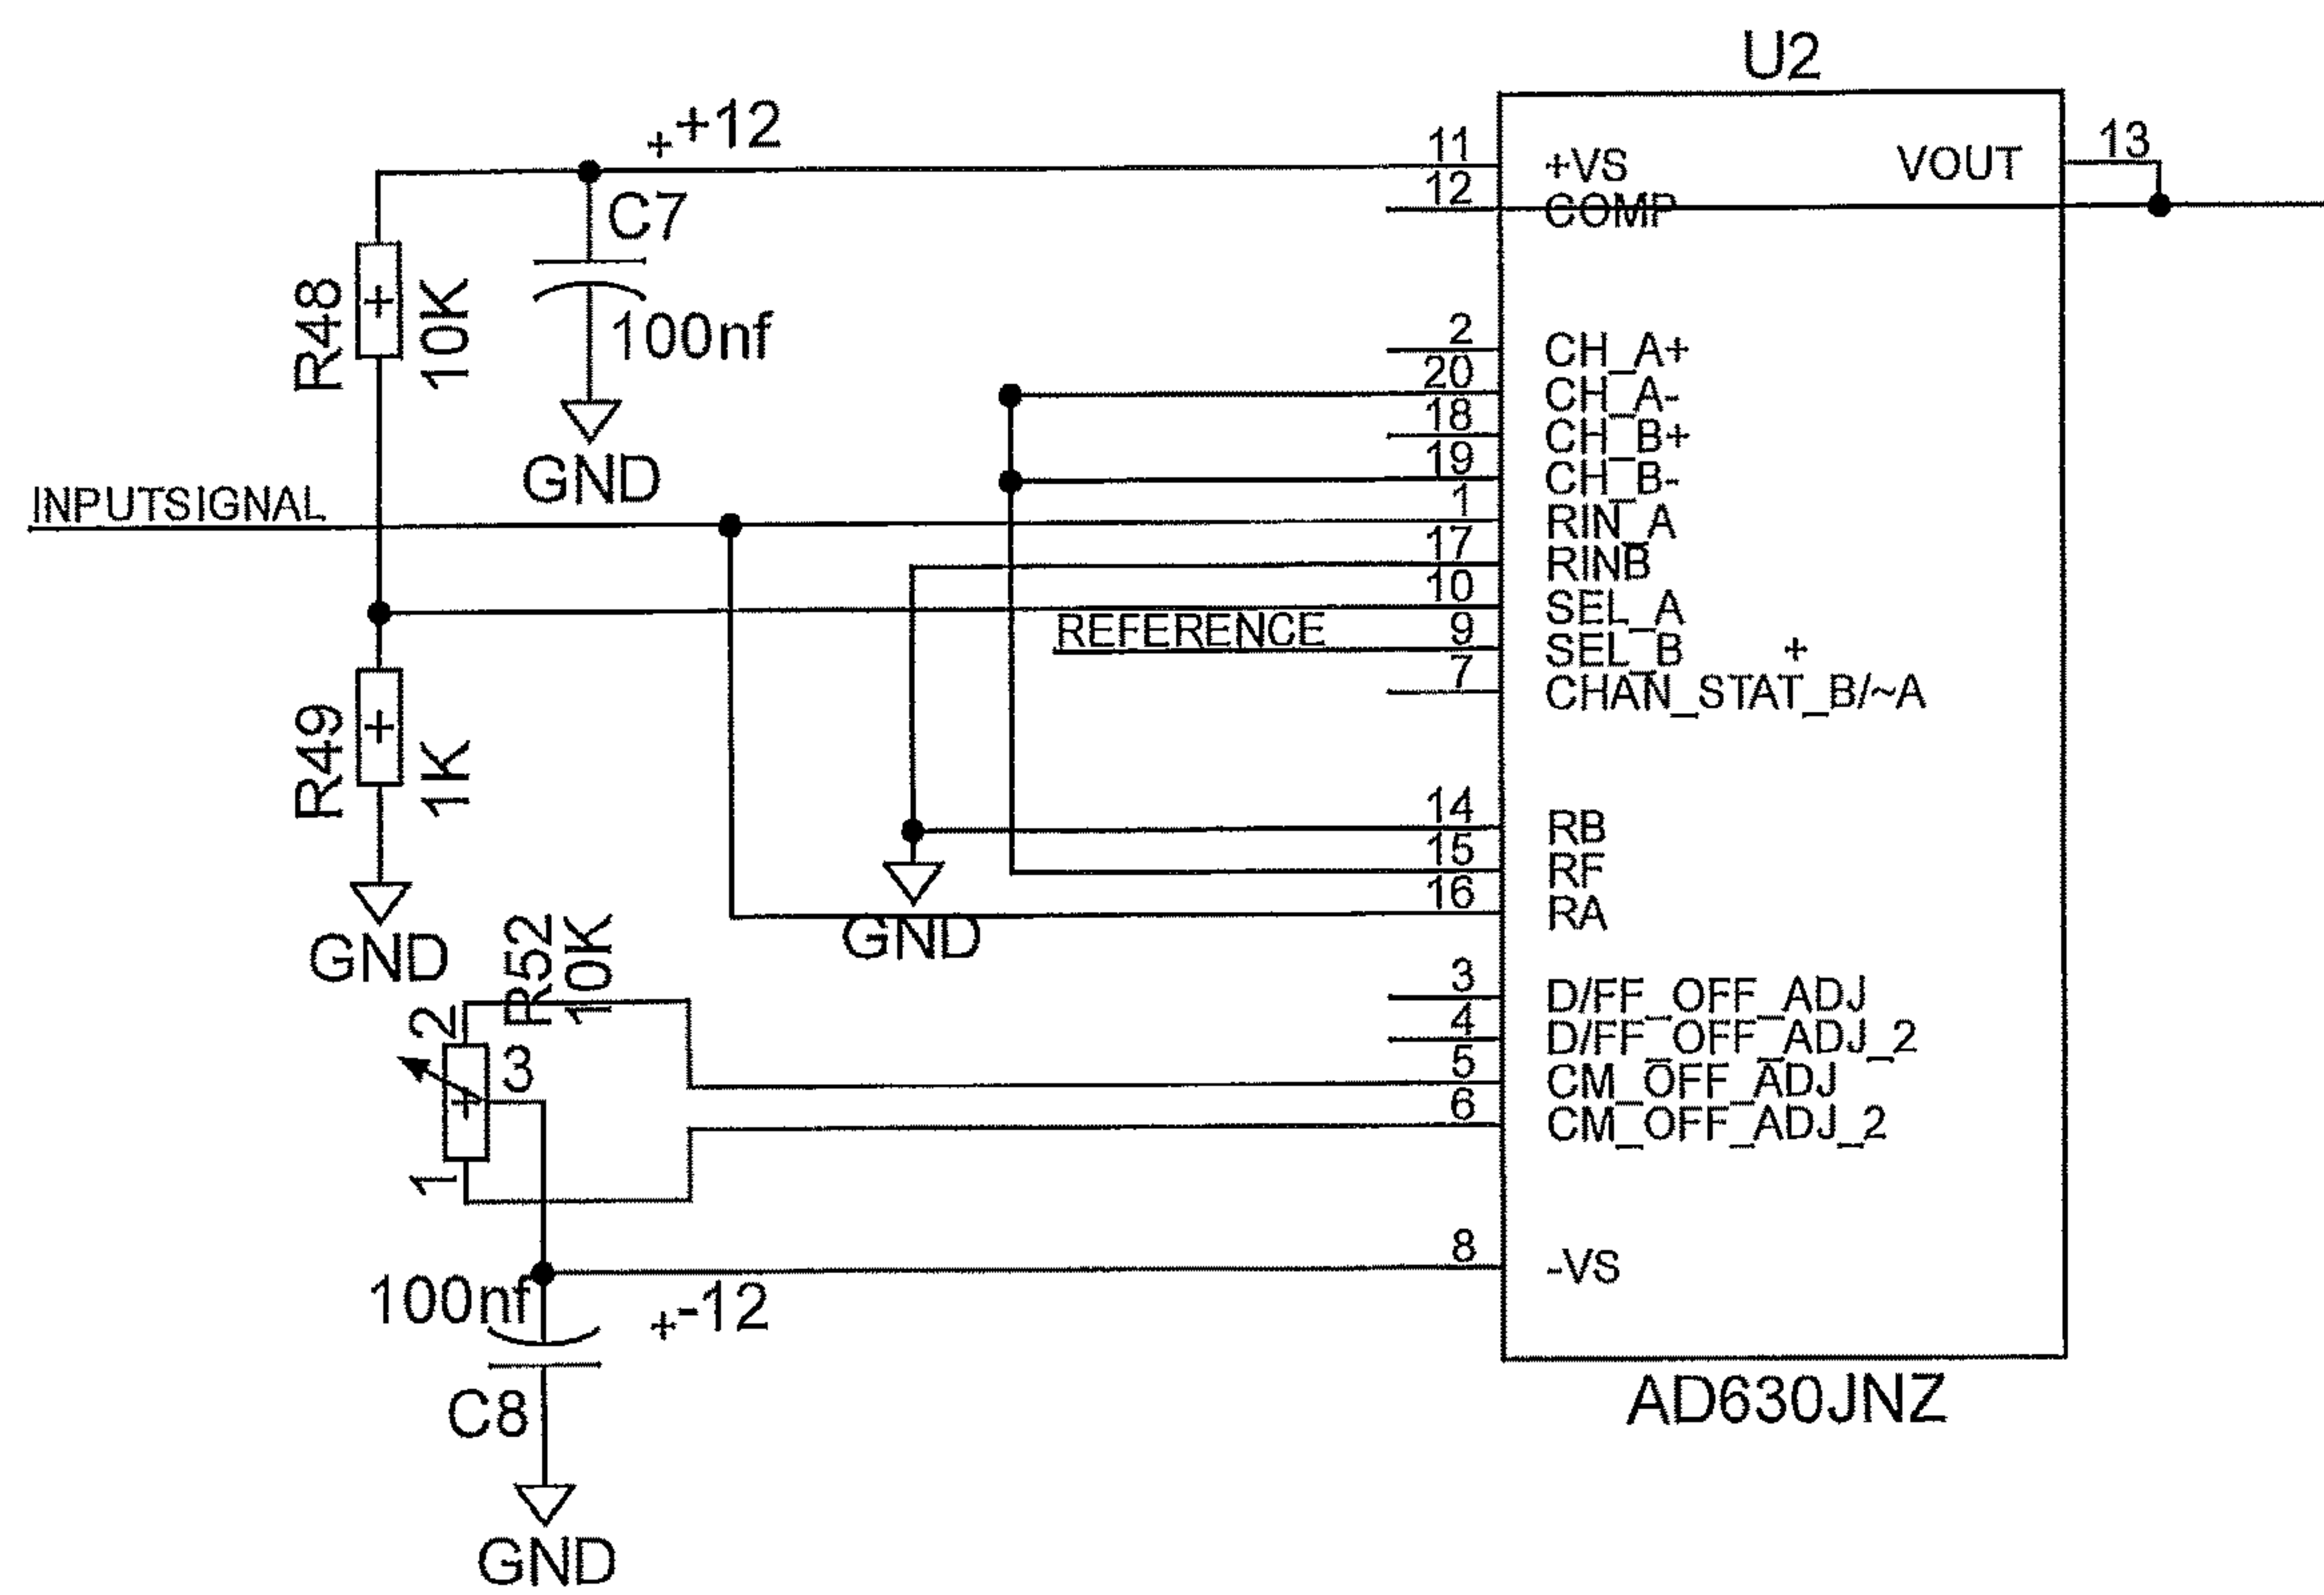 U2
++12
11
+VS
VOUT
13
12
COMP
C7
100nf
GND
R48
10K
2
CH_A+
20
CH_A-
18
CH_B+
19
CH_B-
INPUTSIGNAL
1
RIN_A
17
RINB
10
SEL_A
REFERENCE
9
SEL_B
+
7
CHAN_STAT_B/~A
R49
1K
GND
14
RB
15
RF
16
RA
GND
R52
10K
2
3
1
3
D/FF_OFF_ADJ
4
D/FF_OFF_ADJ_2
5
CM_OFF_ADJ
6
CM_OFF_ADJ_2
8
-VS
100nf
+-12
C8
GND
AD630JNZ